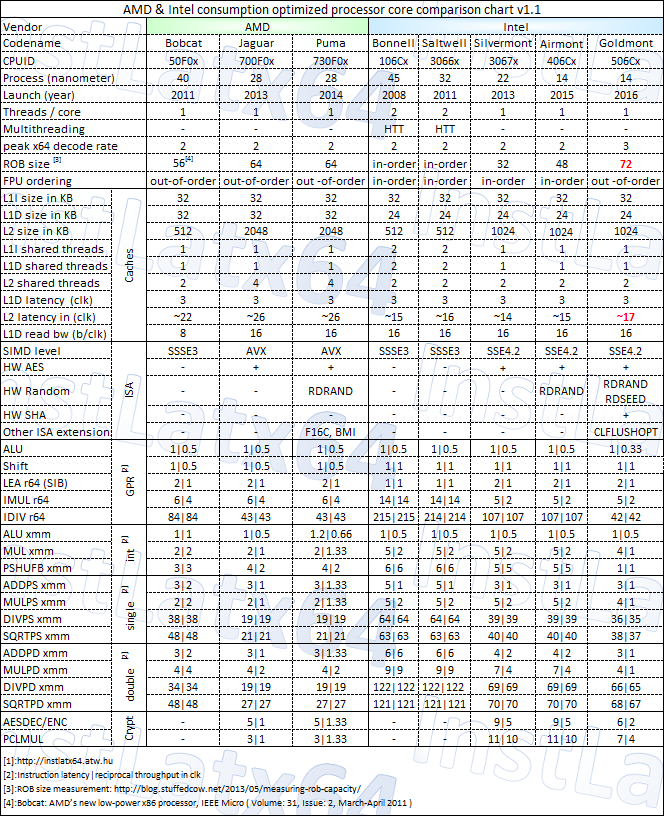 AMD & Intel consumption optimized processor core comparison chart v1.1
Vendor AMD Intel
Codename Bobcat Jaguar Puma Bonnell Saltwell Silvermont Airmont Goldmont
CPUID 50F0x 700F0x 730F0x 106Cx 3066x 3067x 406Cx 506Cx
Process (nanometer) 40 28 28 45 32 22 14 14
Launch (year) 2011 2013 2014 2008 2011 2013 2015 2016
Threads / core 1 1 1 2 2 1 1 1
Multithreading - - - HTT HTT - - -
peak x64 decode rate 2 2 2 2 2 2 2 3
ROB size [3] 56[4] 64 64 in-order in-order 32 48 72
FPU ordering out-of-order out-of-order out -of-order in-order in-order in-order in-order out -of-order
Caches
L1I size in KB 32 32 32 32 32 32 32 32
L1D size in KB 32 32 32 24 24 24 24 24
L2 size in KB 512 2048 2048 512 512 1024 1024 1024
L1I shared threads 1 1 1 2 2 1 1 1
L1D shared threads 1 1 1 2 2 1 1 1
L2 shared threads 2 4 4 2 2 2 2 2
L1D latency (clk) 3 3 3 3 3 3 3 3
L2 latency in (clk) ~22 ~26 ~26 ~15 ~16 ~14 ~15 ~17
L1D read bw (b/clk) 8 16 16 16 16 16 16 16
ISA
SIMD level SSSE3 AVX AVX SSSE3 SSSE3 SSE4.2 SSE4.2 SSE4.2
HW AES - + + - - + + +
HW Random - - RDRAND - - - RDRAND RDRAND RDSEED
HW SHA - - - - - - - +
Other ISA extension - - F16C, BMI - - - - CLFLUSHOPT
GPR [2]
ALU 1|0.5 1|0.5 1|0.5 1|0.5 1|0.5 1|0.5 1|0.5 1|0.33
Shift 1|0.5 1|0.5 1|0.5 1|1 1|1 1|1 1|1 1|1
LEA r64 (SIB) 2|1 2|1 2|1 1|1 1|1 2|1 2|1 1|1
IMUL r64 6|4 6|4 6|4 14|14 14|14 5|2 5|2 5|2
IDIV r64 84|84 43|43 43|43 215|215 214|214 107|107 107|107 42|42
int [2]
ALU xmm 1|1 1|0.5 1.2|0.66 1|0.5 1|0.5 1|0.5 1|0.5 1|0.5
MUL xmm 2|2 2|1 2|1.33 5|2 5|2 5|2 5|2 4|1
PSHUFB xmm 3|3 4|2 4|2 6|6 6|6 5|5 5|5 1|1
single [2]
ADDPS xmm 3|2 3|1 3|1.33 5|1 5|1 3|1 3|1 3|1
MULPS xmm 2|2 2|1 2|1.33 5|2 5|2 5|2 5|2 4|1
DIVPS xmm 38|38 19|19 19|19 64|64 64|64 39|39 39|39 36|35
SQRTPS xmm 48|48 21|21 21|21 63|63 63|63 40|40 40|40 38|37
double [2]
ADDPD xmm 3|2 3|1 3|1.33 6|6 6|6 4|2 4|2 3|1
MULPD xmm 4|4 4|2 4|2 9|9 9|9 7|4 7|4 4|1
DIVPD xmm 34|34 19|19 19|19 122|122 122|122 69|69 69|69 66|65
SQRTPD xmm 48|48 27|27 27|27 121|121 121|121 70|70 70|70 68|67
Crypt
AESDEC/ENC - 5|1 5|1.33 - - 9|5 9|5 6|2
PCLMUL - 3|1 3|1.33 - - 11|10 11|10 7|4
[1]:http://instlatx64.atw.hu
[2]:Instruction latency|reciprocal throughput in clk
[3]:ROB size measurement: http://blog.stuffedcow.net/2013/05/measuring-rob-capacity/
[4]:Bobcat: AMD's new low-power x86 processor, IEEE Micro ( Volume: 31, Issue: 2, March-April 2011 )